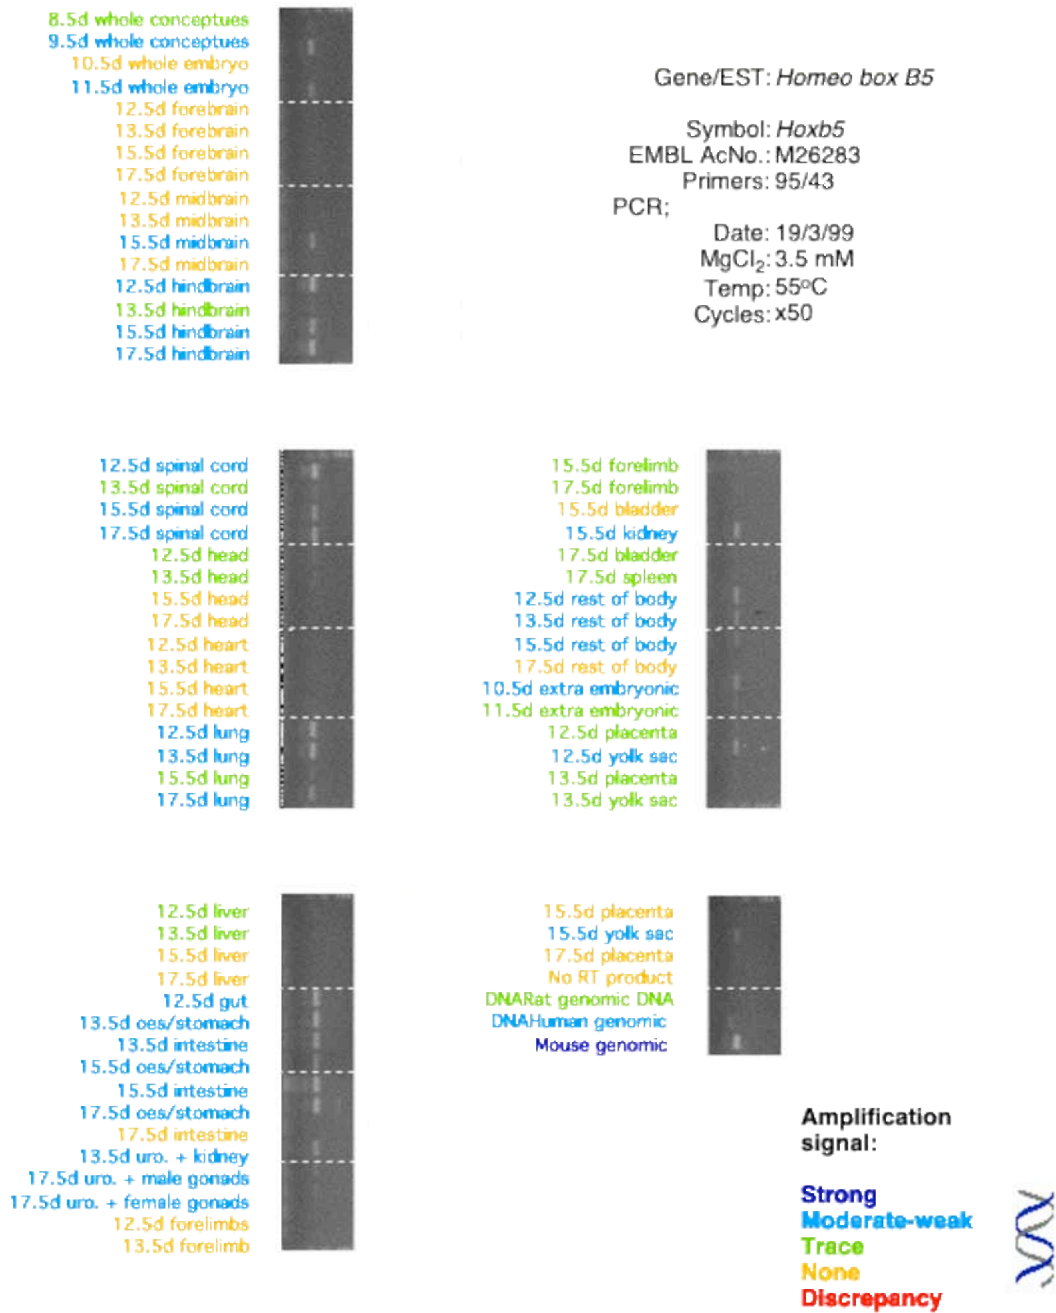 8.5d whole conceptues
9.5d whole conceptues
10.5d whole embryo
11.5d whole embryo
12.5d forebrain
13.5d forebrain
15.5d forebrain
17.5d forebrain
12.5d midbrain
13.5d midbrain
15.5d midbrain
17.5d midbrain
12.5d hindbrain
13.5d hindbrain
15.5d hindbrain
17.5d hindbrain
Gene/EST: Homeo box B5
Symbol: Hoxb5
EMBL AcNo.: M26283
Primers: 95/43
PCR;
Date: 19/3/99
MgCl₂: 3.5 mM
Temp: 55ºC
Cycles: x50
12.5d spinal cord
13.5d spinal cord
15.5d spinal cord
17.5d spinal cord
12.5d head
13.5d head
15.5d head
17.5d head
12.5d heart
13.5d heart
15.5d heart
17.5d heart
12.5d lung
13.5d lung
15.5d lung
17.5d lung
15.5d forelimb
17.5d forelimb
15.5d bladder
15.5d kidney
17.5d bladder
17.5d spleen
12.5d rest of body
13.5d rest of body
15.5d rest of body
17.5d rest of body
10.5d extra embryonic
11.5d extra embryonic
12.5d placenta
12.5d yolk sac
13.5d placenta
13.5d yolk sac
12.5d liver
13.5d liver
15.5d liver
17.5d liver
12.5d gut
13.5d oes/stomach
13.5d intestine
15.5d oes/stomach
15.5d intestine
17.5d oes/stomach
17.5d intestine
13.5d uro. + kidney
17.5d uro. + male gonads
17.5d uro. + female gonads
12.5d forelimbs
13.5d forelimb
15.5d placenta
15.5d yolk sac
17.5d placenta
No RT product
DNARat genomic DNA
DNAHuman genomic
Mouse genomic
Amplification
signal:
Strong
Moderate-weak
Trace
None
Discrepancy